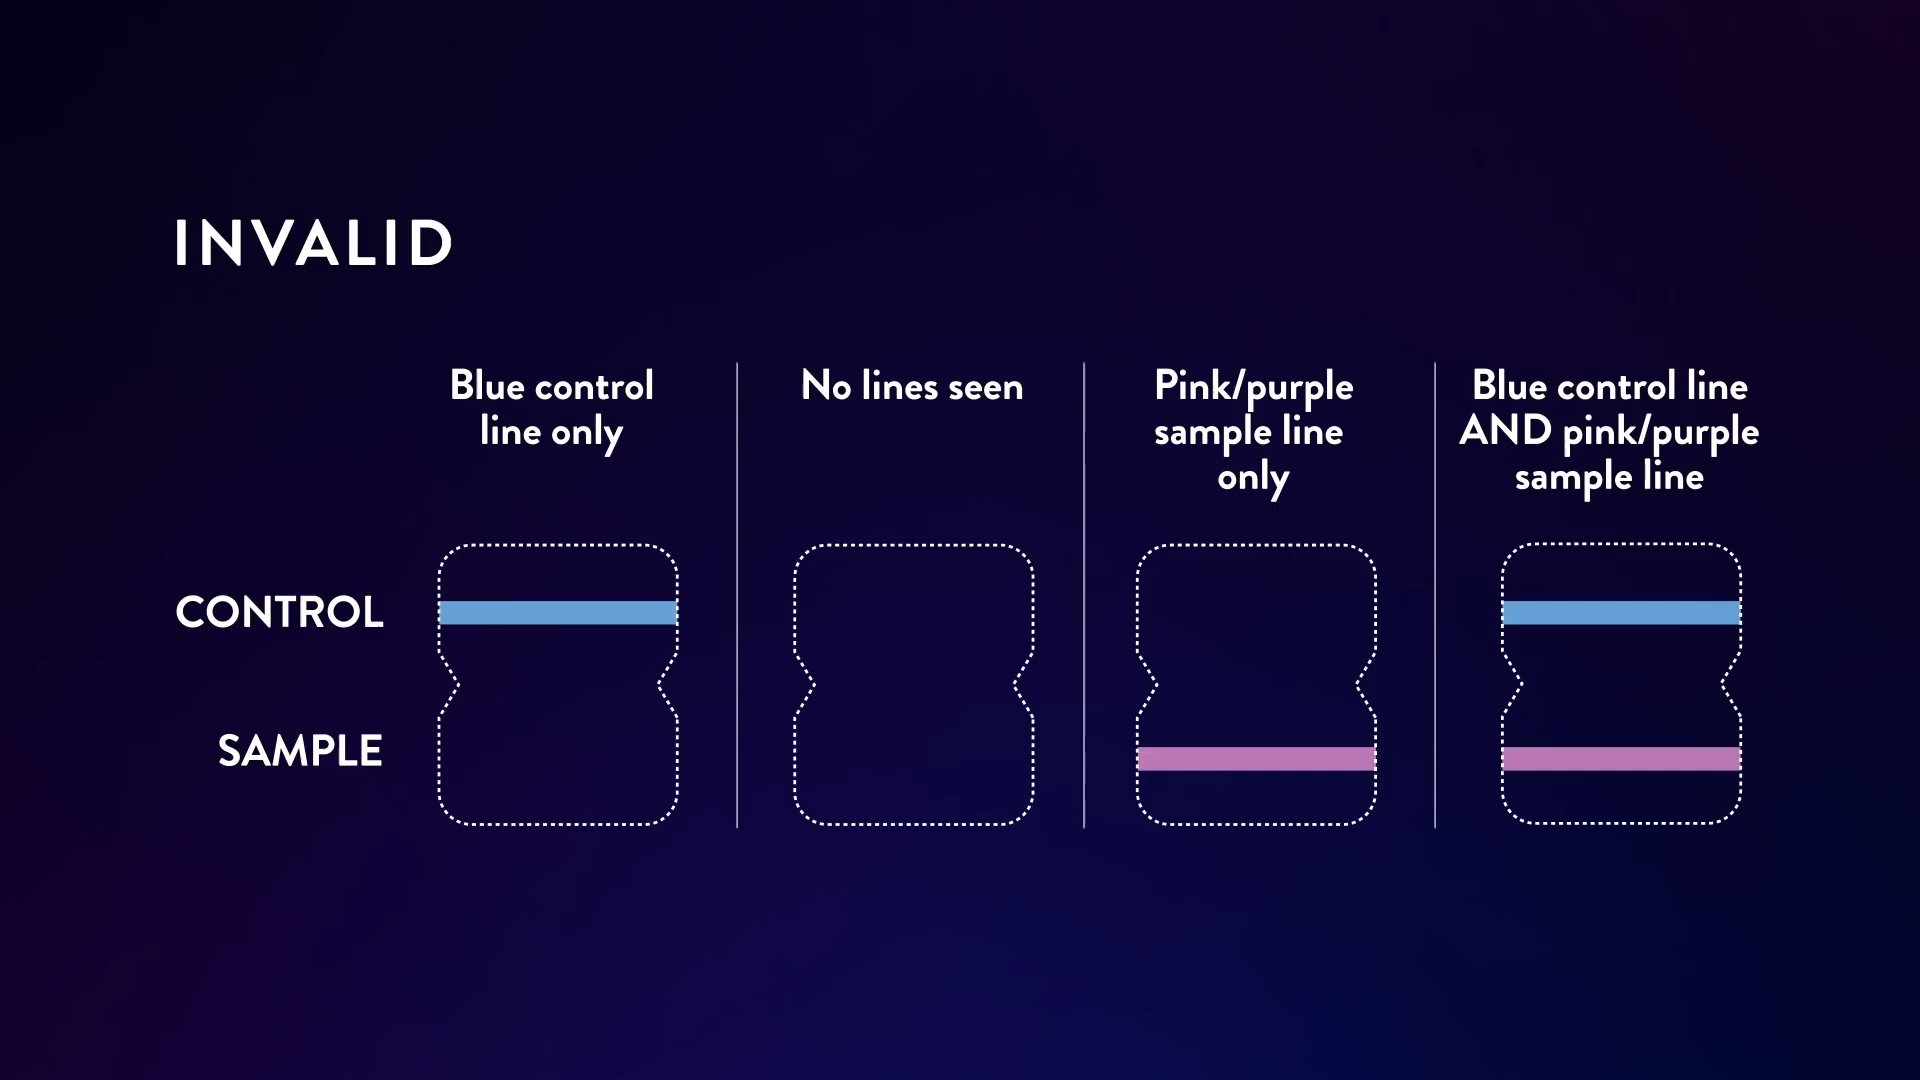 INVALID
Blue control
line only
No lines seen
Pink/purple
sample line
only
Blue control line
AND pink/purple
sample line
CONTROL
SAMPLE